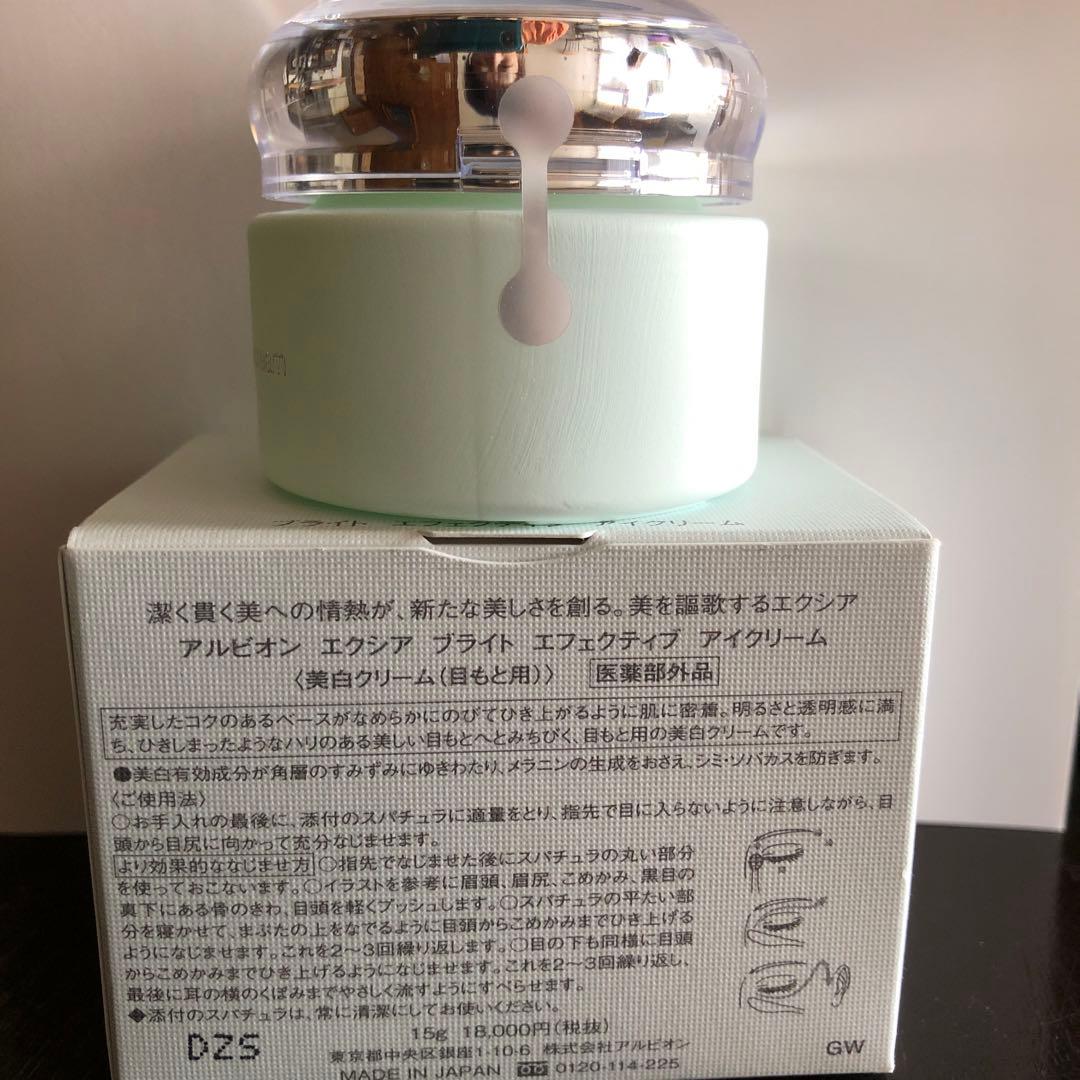 ブライト エフェクティブ アイクリーム
潔く貫く美への情熱が、新たな美しさを創る。美を謳歌するエクシア
アルビオン エクシア ブライト エフェクティブ アイクリーム
〈美白クリーム(目もと用)〉 医薬部外品
充実したコクのあるベースがなめらかにのびてひき上がるように肌に密着。明るさと透明感に満
ち、ひきしまったようなハリのある美しい目もとへとみちびく、目もと用の美白クリームです。
●美白有効成分が角層のすみずみにゆきわたり、メラニンの生成をおさえ、シミ・ソバカスを防ぎます。
〈ご使用法〉
○お手入れの最後に、添付のスパチュラに適量をとり、指先で目に入らないように注意しながら、目
頭から目尻に向かって充分なじませます。
より効果的ななじませ方 ○指先でなじませた後にスパチュラの丸い部分
を使っておこないます。○イラストを参考に眉頭、眉尻、こめかみ、黒目の
真下にある骨のきわ、目頭を軽くプッシュします。○スパチュラの平たい部
分を寝かせて、まぶたの上をなでるように目頭からこめかみまでひき上げる
ようになじませます。これを2〜3回繰り返します。○目の下も同様に目頭
からこめかみまでひき上げるようになじませます。これを2〜3回繰り返し、
最後に耳の横のくぼみまでやさしく流すようにすべらせます。
◆添付のスパチュラは、常に清潔にしてお使いください。
DZS
15g 18,000円(税抜)
東京都中央区銀座1-10-6 株式会社アルビオン
MADE IN JAPAN 0120-114-225
GW